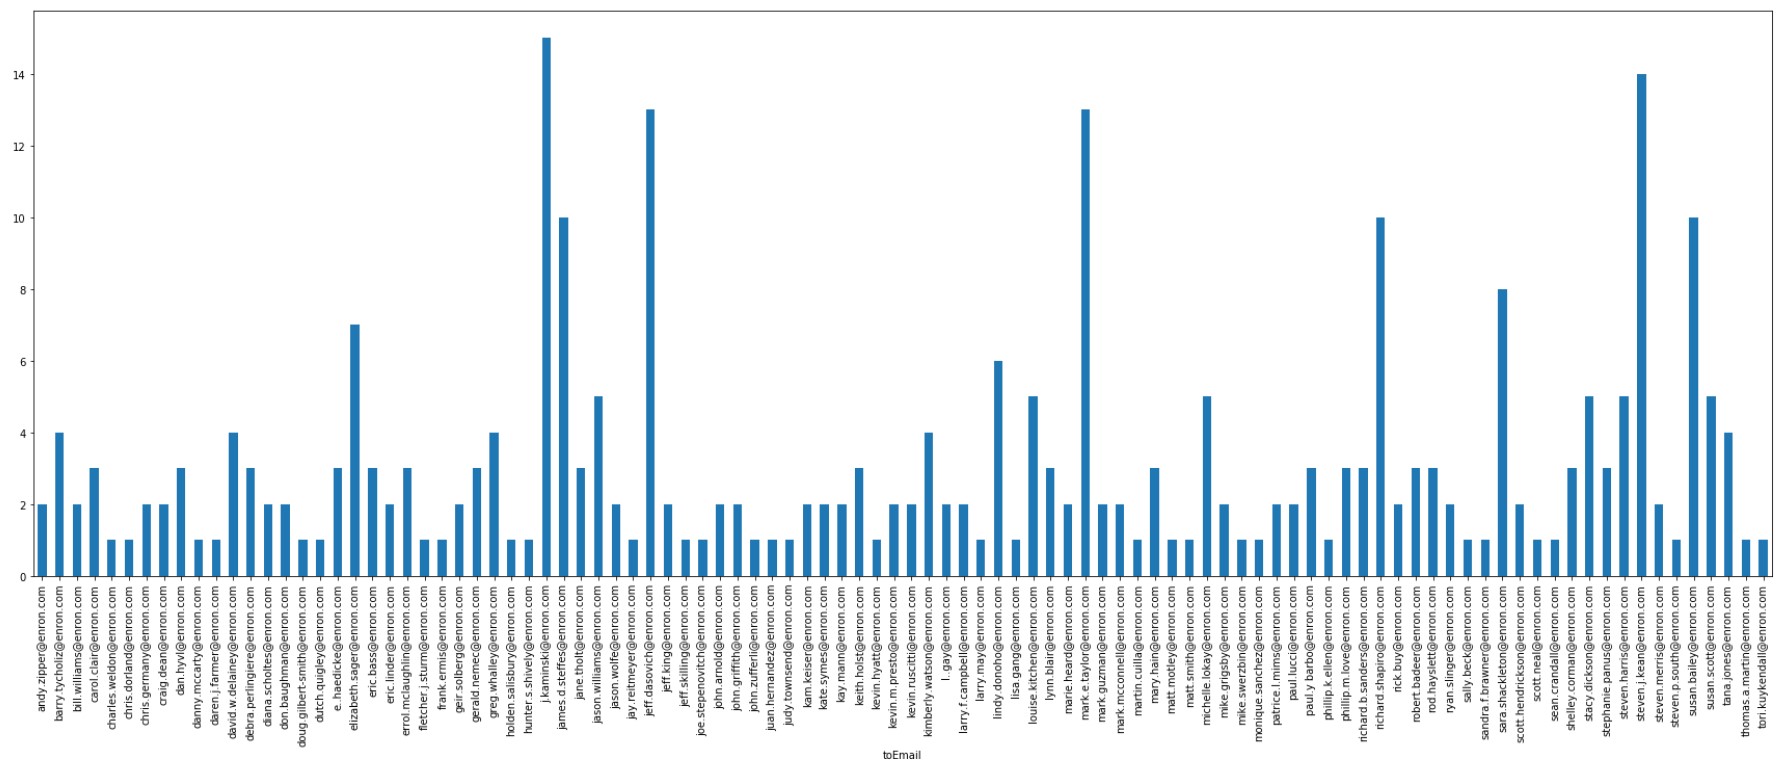 14
12
10
8
6
4
2
0
andy.zipper@enron.com
barry.tycholiz@enron.com
bill.williams@enron.com
carol.clair@enron.com
charles.weldon@enron.com
chris.dorland@enron.com
chris.germany@enron.com
craig.dean@enron.com
dan.hyvl@enron.com
danny.mccarty@enron.com
daren.j.farmer@enron.com
david.w.delainey@enron.com
debra.perlingiere@enron.com
diana.scholtes@enron.com
don.baughman@enron.com
doug.gilbert-smith@enron.com
dutch.quigley@enron.com
e..haedicke@enron.com
elizabeth.sager@enron.com
eric.bass@enron.com
eric.linder@enron.com
errol.mclaughlin@enron.com
fletcher.j.sturm@enron.com
frank.ermis@enron.com
geir.solberg@enron.com
gerald.nemec@enron.com
greg.whalley@enron.com
holden.salisbury@enron.com
hunter.s.shively@enron.com
j.kaminski@enron.com
james.d.steffes@enron.com
jane.tholt@enron.com
jason.williams@enron.com
jason.wolfe@enron.com
jay.reitmeyer@enron.com
jeff.dasovich@enron.com
jeff.king@enron.com
jeff.skilling@enron.com
joe.stepenovitch@enron.com
john.arnold@enron.com
john.griffith@enron.com
john.zufferli@enron.com
juan.hernandez@enron.com
judy.townsend@enron.com
kam.keiser@enron.com
kate.symes@enron.com
kay.mann@enron.com
keith.holst@enron.com
kevin.hyatt@enron.com
kevin.m.presto@enron.com
kevin.ruscitti@enron.com
kimberly.watson@enron.com
l..gay@enron.com
larry.f.campbell@enron.com
larry.may@enron.com
lindy.donoho@enron.com
lisa.gang@enron.com
louise.kitchen@enron.com
lynn.blair@enron.com
marie.heard@enron.com
mark.e.taylor@enron.com
mark.guzman@enron.com
mark.mcconnell@enron.com
martin.cuilla@enron.com
mary.hain@enron.com
matt.motley@enron.com
matt.smith@enron.com
michelle.lokay@enron.com
mike.grigsby@enron.com
mike.swerzbin@enron.com
monique.sanchez@enron.com
patrice.l.mims@enron.com
paul.lucci@enron.com
paul.y barbo@enron.com
phillip.k.ellen@enron.com
phillip.m.love@enron.com
richard.b.sanders@enron.com
richard.shapiro@enron.com
rick.buy@enron.com
robert.badeer@enron.com
rod.hayslett@enron.com
ryan.slinger@enron.com
sally.beck@enron.com
sandra.f.brawner@enron.com
sara.shackleton@enron.com
scott.hendrickson@enron.com
scott.neal@enron.com
sean.crandall@enron.com
shelley.corman@enron.com
stacy.dickson@enron.com
stephanie.panus@enron.com
steven.harris@enron.com
steven.j.kean@enron.com
steven.merris@enron.com
steven.p.south@enron.com
susan.bailey@enron.com
susan.scott@enron.com
tana.jones@enron.com
thomas.a.martin@enron.com
tori.kuykendall@enron.com
toEmail